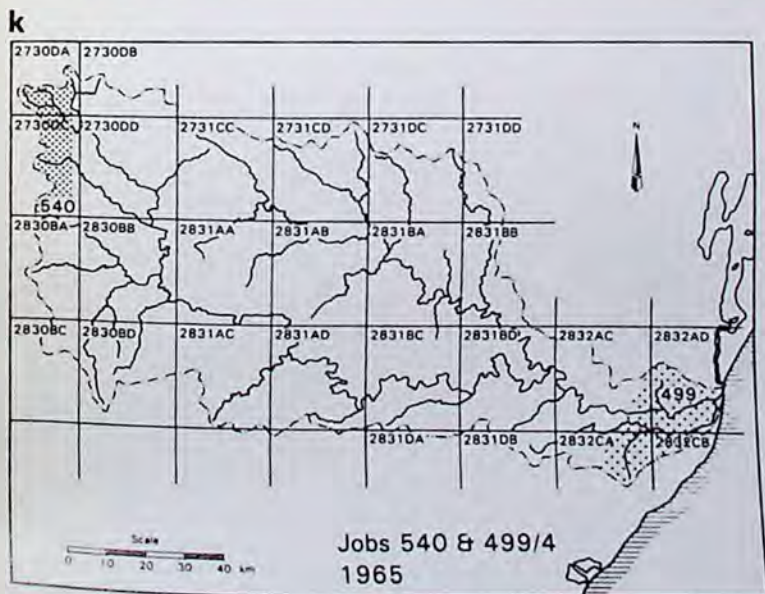 k
2730DA 2730DB
2730DC 2730DD 2731CC 2731CD 2731DC 2731DD
N
540
2830BA 2830BB 2831AA 2831AB 2831BA 2831BB
2830BC 2830BD 2831AC 2831AD 2831BC 2831BD 2832AC 2832AD
499
2831DA 2831DB 2832CA 2832CB
Scale
0 10 20 30 40 km
Jobs 540 & 499/4
1965